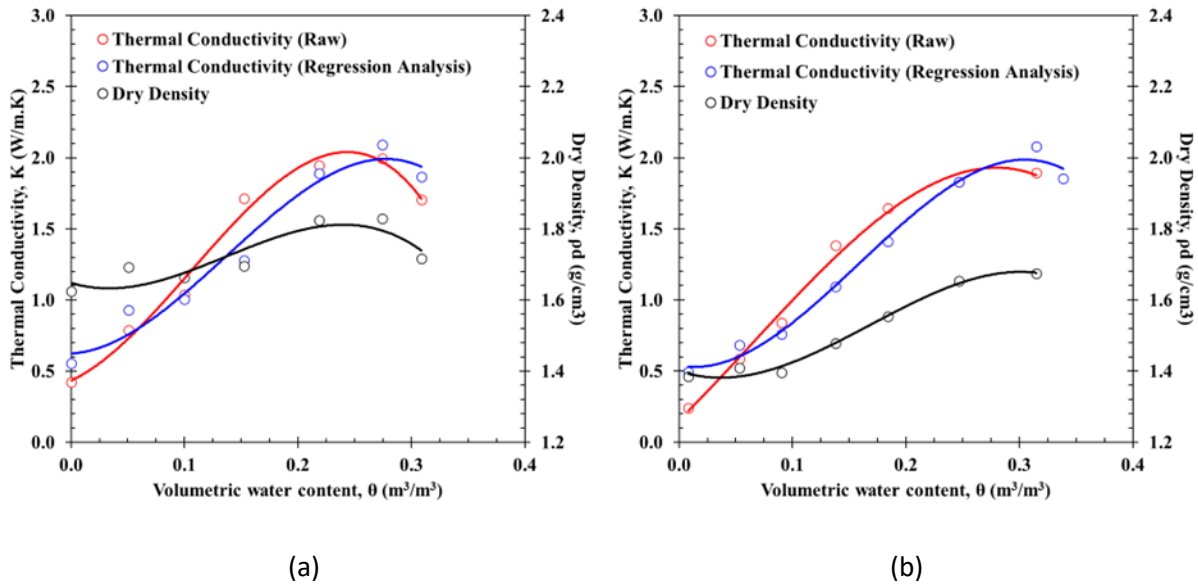 3.0
2.5
2.0
1.5
1.0
0.5
0.0
Thermal Conductivity, K (W/m.K)
Thermal Conductivity (Raw)
Thermal Conductivity (Regression Analysis)
Dry Density
2.4
2.2
2.0
1.8
1.6
1.4
1.2
Dry Density, ρd (g/cm3)
0.0
0.1
0.2
0.3
0.4
Volumetric water content, θ (m³/m³)
(a)
3.0
2.5
2.0
1.5
1.0
0.5
0.0
Thermal Conductivity, K (W/m.K)
Thermal Conductivity (Raw)
Thermal Conductivity (Regression Analysis)
Dry Density
2.4
2.2
2.0
1.8
1.6
1.4
1.2
Dry Density, ρd (g/cm3)
0.0
0.1
0.2
0.3
0.4
Volumetric water content, θ (m³/m³)
(b)